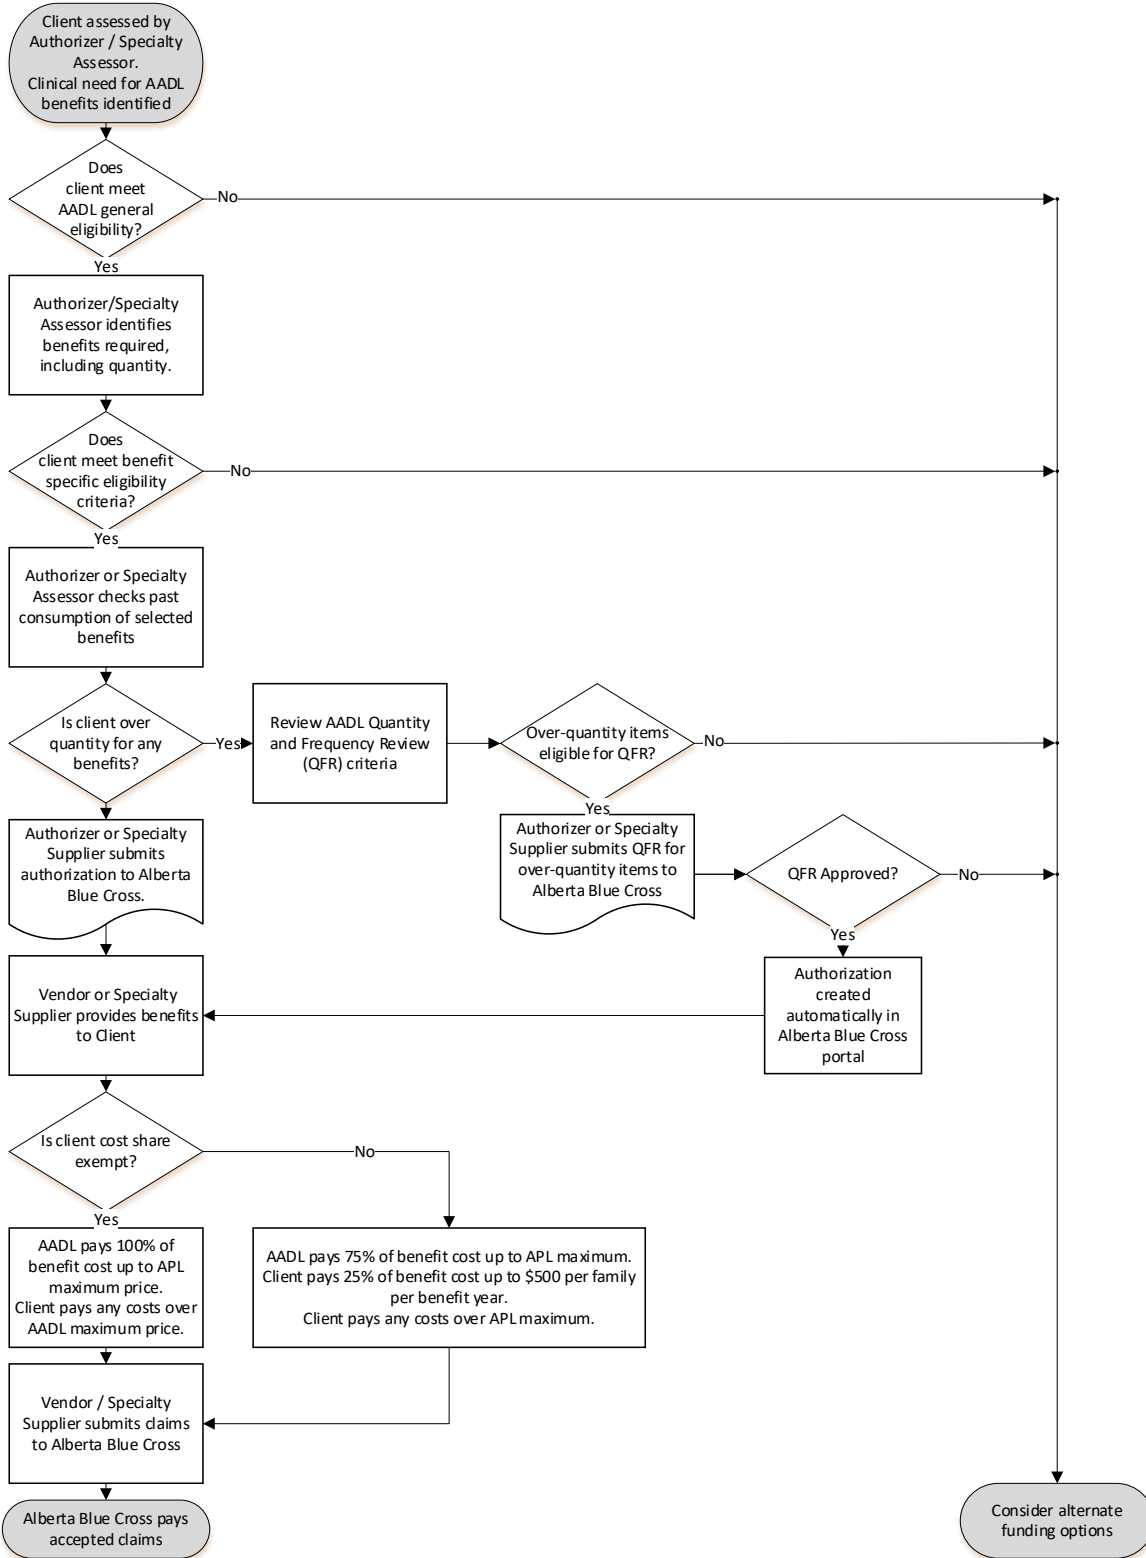 Client assessed by
Authorizer / Specialty
Assessor.
Clinical need for AADL
benefits identified
Does
client meet
AADL general
eligibility?
No
Yes
Authorizer/Specialty
Assessor identifies
benefits required,
including quantity.
Does
client meet benefit
specific eligibility
criteria?
No
Yes
Authorizer or Specialty
Assessor checks past
consumption of selected
benefits
Is client over
quantity for any
benefits?
Yes
Review AADL Quantity
and Frequency Review
(QFR) criteria
Over-quantity items
eligible for QFR?
No
Yes
Authorizer or Specialty
Supplier submits
authorization to Alberta
Blue Cross.
Authorizer or Specialty
Supplier submits QFR for
over-quantity items to
Alberta Blue Cross
QFR Approved?
No
Yes
Authorization
created
automatically in
Alberta Blue Cross
portal
Vendor or Specialty
Supplier provides benefits
to Client
Is client cost share
exempt?
No
Yes
AADL pays 100% of
benefit cost up to APL
maximum price.
Client pays any costs over
AADL maximum price.
AADL pays 75% of benefit cost up to APL maximum.
Client pays 25% of benefit cost up to $500 per family
per benefit year.
Client pays any costs over APL maximum.
Vendor / Specialty
Supplier submits claims
to Alberta Blue Cross
Alberta Blue Cross pays
accepted claims
Consider alternate
funding options